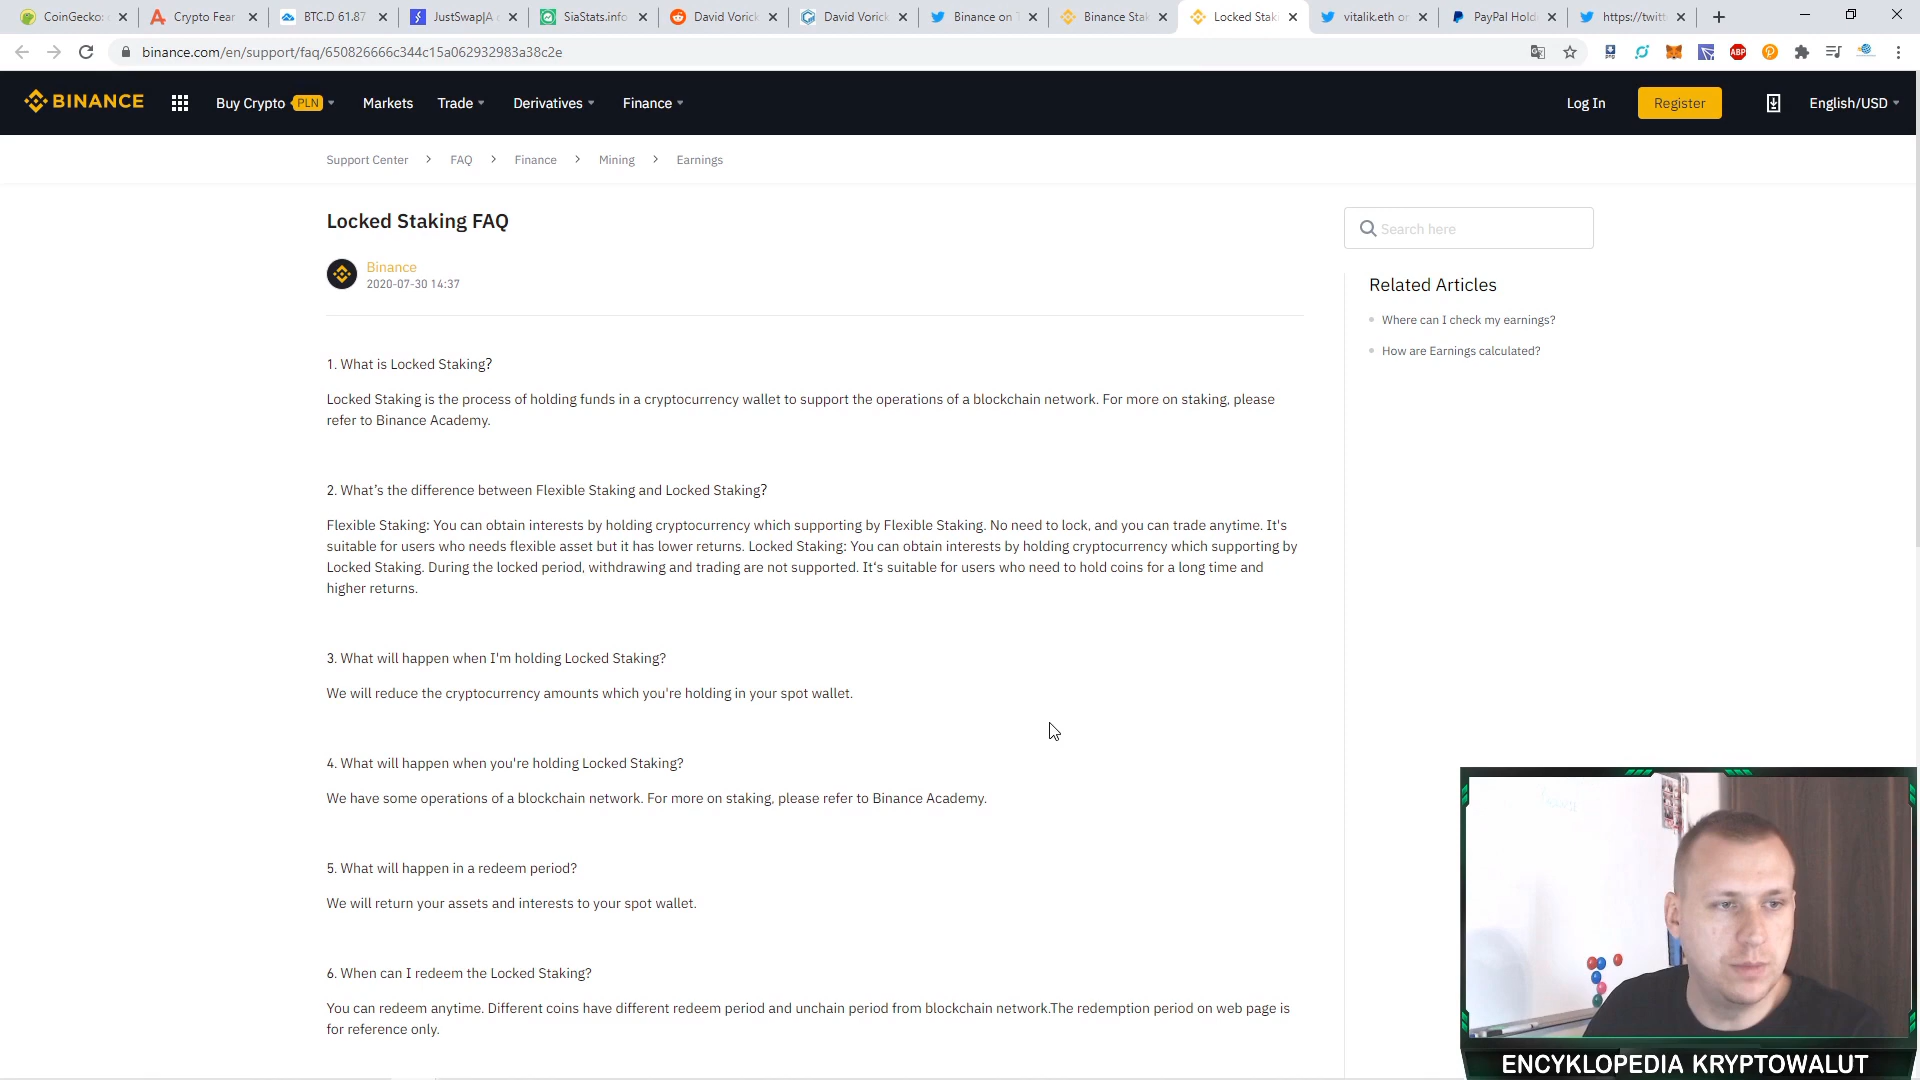 CoinGecko:
Crypto Fear
BTC.D 61.87
JustSwap|A
SiaStats.info
David Vorick
David Vorick
Binance on T
Binance Stak
Locked Staki
vitalik.eth on
PayPal Hold
https://twitt
binance.com/en/support/faq/650826666c344c15a062932983a38c2e
ABP
BINANCE
Buy Crypto PLN
Markets
Trade
Derivatives
Finance
Log In
Register
English/USD
Support Center > FAQ > Finance > Mining > Earnings
Locked Staking FAQ
Binance
2020-07-30 14:37
Search here
Related Articles
Where can I check my earnings?
How are Earnings calculated?
1. What is Locked Staking?
Locked Staking is the process of holding funds in a cryptocurrency wallet to support the operations of a blockchain network. For more on staking, please
refer to Binance Academy.
2. What’s the difference between Flexible Staking and Locked Staking?
Flexible Staking: You can obtain interests by holding cryptocurrency which supporting by Flexible Staking. No need to lock, and you can trade anytime. It's
suitable for users who needs flexible asset but it has lower returns. Locked Staking: You can obtain interests by holding cryptocurrency which supporting by
Locked Staking. During the locked period, withdrawing and trading are not supported. It‘s suitable for users who need to hold coins for a long time and
higher returns.
3. What will happen when I'm holding Locked Staking?
We will reduce the cryptocurrency amounts which you're holding in your spot wallet.
4. What will happen when you're holding Locked Staking?
We have some operations of a blockchain network. For more on staking, please refer to Binance Academy.
5. What will happen in a redeem period?
We will return your assets and interests to your spot wallet.
6. When can I redeem the Locked Staking?
You can redeem anytime. Different coins have different redeem period and unchain period from blockchain network.The redemption period on web page is
for reference only.
ENCYKLOPEDIA KRYPTOWALUT